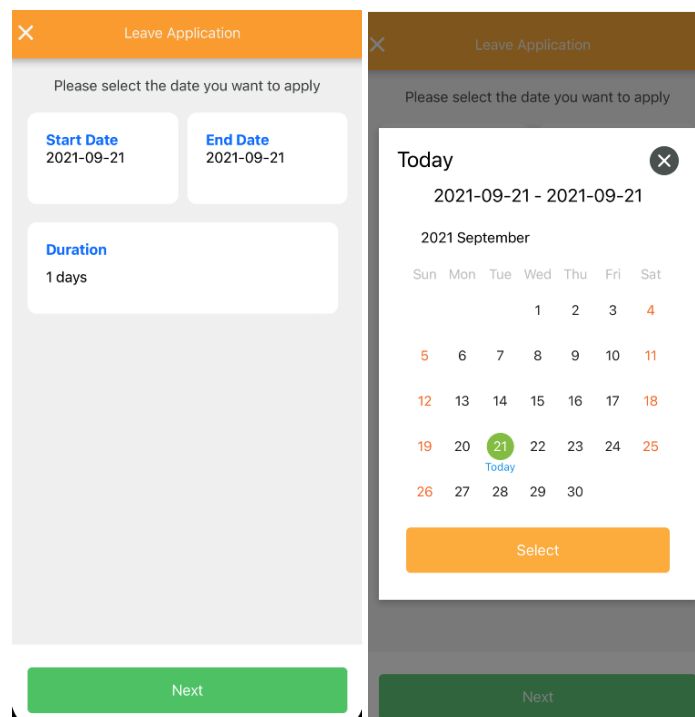 Leave Application
Please select the date you want to apply
Start Date
2021-09-21
End Date
2021-09-21
Duration
1 days
Next
Leave Application
Please select the date you want to apply
Today
2021-09-21 - 2021-09-21
2021 September
Sun Mon Tue Wed Thu Fri Sat
1 2 3 4
5 6 7 8 9 10 11
12 13 14 15 16 17 18
19 20 21 22 23 24 25
Today
26 27 28 29 30
Select
Next